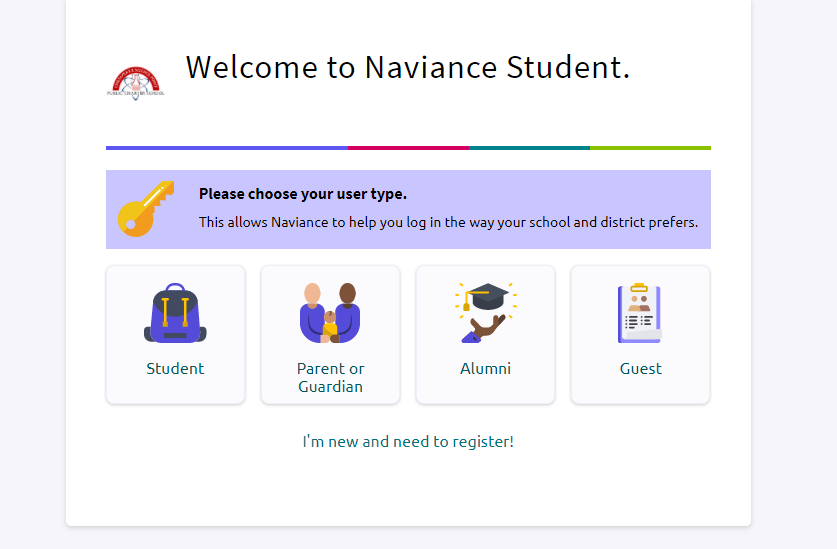 Welcome to Naviance Student.
Please choose your user type.
This allows Naviance to help you log in the way your school and district prefers.
Student
Parent or
Guardian
Alumni
Guest
I'm new and need to register!